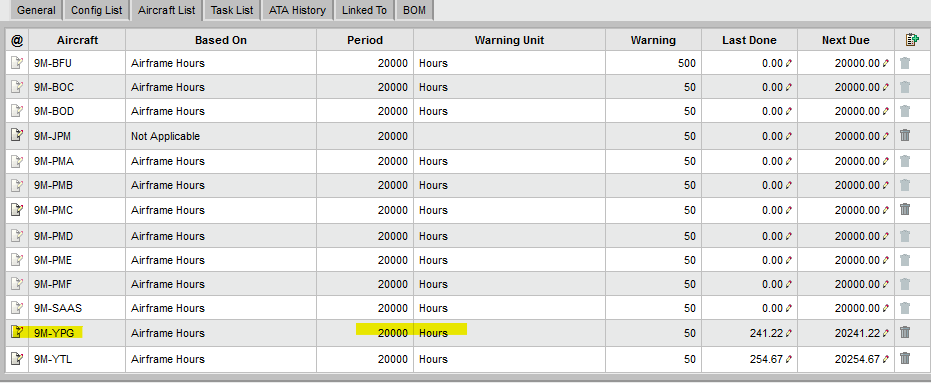 General Config List Aircraft List Task List ATA History Linked To BOM
@ Aircraft Based On Period Warning Unit Warning Last Done Next Due
9M-BFU Airframe Hours 20000 Hours 500 0.00 20000.00
9M-BOC Airframe Hours 20000 Hours 50 0.00 20000.00
9M-BOD Airframe Hours 20000 Hours 50 0.00 20000.00
9M-JPM Not Applicable 20000 50 0.00 20000.00
9M-PMA Airframe Hours 20000 Hours 50 0.00 20000.00
9M-PMB Airframe Hours 20000 Hours 50 0.00 20000.00
9M-PMC Airframe Hours 20000 Hours 50 0.00 20000.00
9M-PMD Airframe Hours 20000 Hours 50 0.00 20000.00
9M-PME Airframe Hours 20000 Hours 50 0.00 20000.00
9M-PMF Airframe Hours 20000 Hours 50 0.00 20000.00
9M-SAAS Airframe Hours 20000 Hours 50 0.00 20000.00
9M-YPG Airframe Hours 20000 Hours 50 241.22 20241.22
9M-YTL Airframe Hours 20000 Hours 50 254.67 20254.67